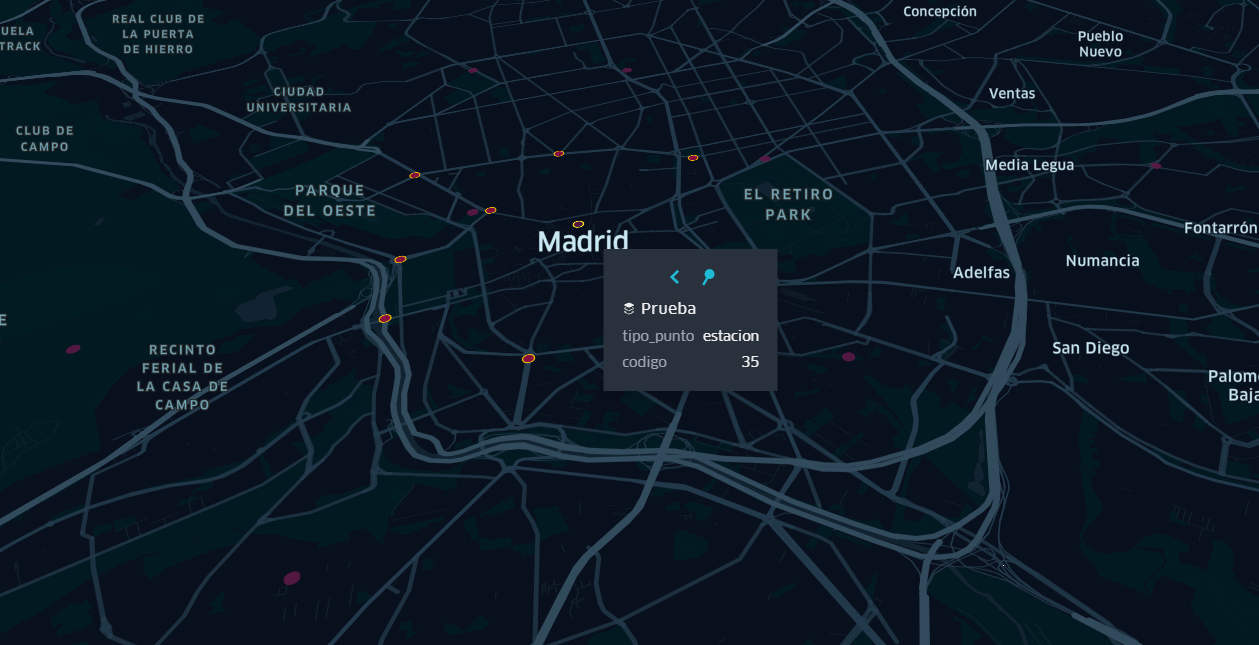 REAL CLUB DE
LA PUERTA
DE HIERRO
UELA
TRACK
Concepción
Pueblo
Nuevo
CIUDAD
UNIVERSITARIA
Ventas
CLUB DE
CAMPO
Media Legua
PARQUE
DEL OESTE
EL RETIRO
PARK
Fontarrón
Madrid
Numancia
Adelfas
Prueba
tipo_punto estacion
codigo 35
E
RECINTO
FERIAL DE
LA CASA DE
CAMPO
San Diego
Palome
Baja